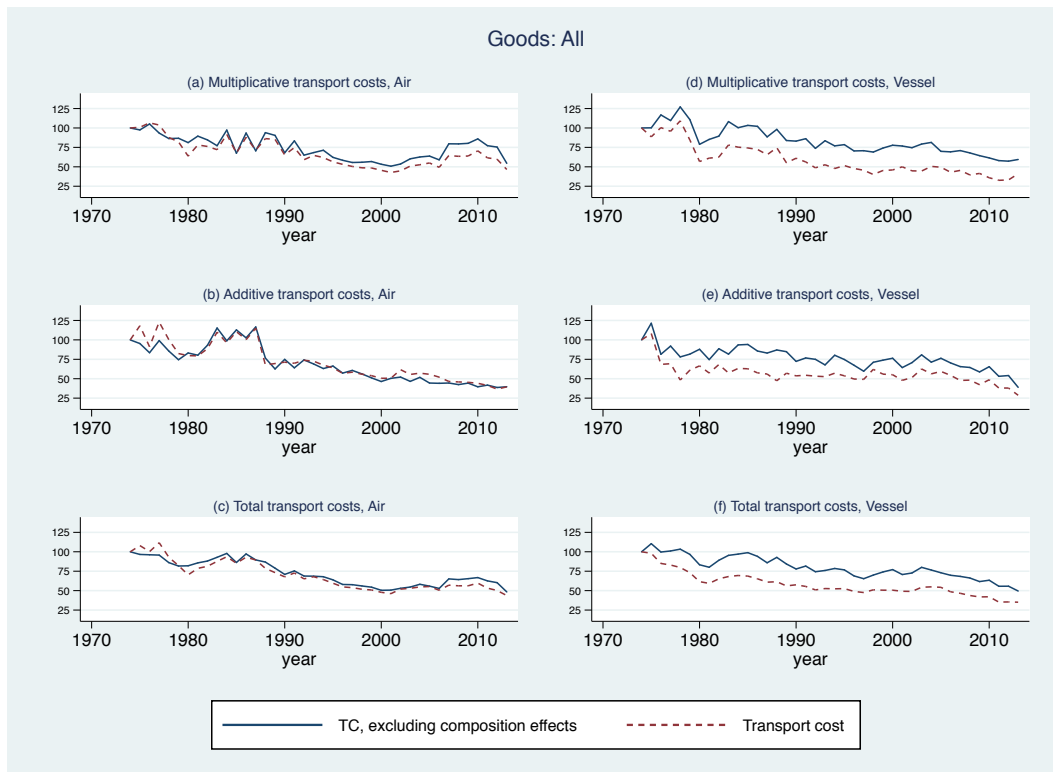 Goods: All
(a) Multiplicative transport costs, Air
125
100
75
50
25
1970 1980 1990 2000 2010
year
(d) Multiplicative transport costs, Vessel
125
100
75
50
25
1970 1980 1990 2000 2010
year
(b) Additive transport costs, Air
125
100
75
50
25
1970 1980 1990 2000 2010
year
(e) Additive transport costs, Vessel
125
100
75
50
25
1970 1980 1990 2000 2010
year
(c) Total transport costs, Air
125
100
75
50
25
1970 1980 1990 2000 2010
year
(f) Total transport costs, Vessel
125
100
75
50
25
1970 1980 1990 2000 2010
year
TC, excluding composition effects
Transport cost